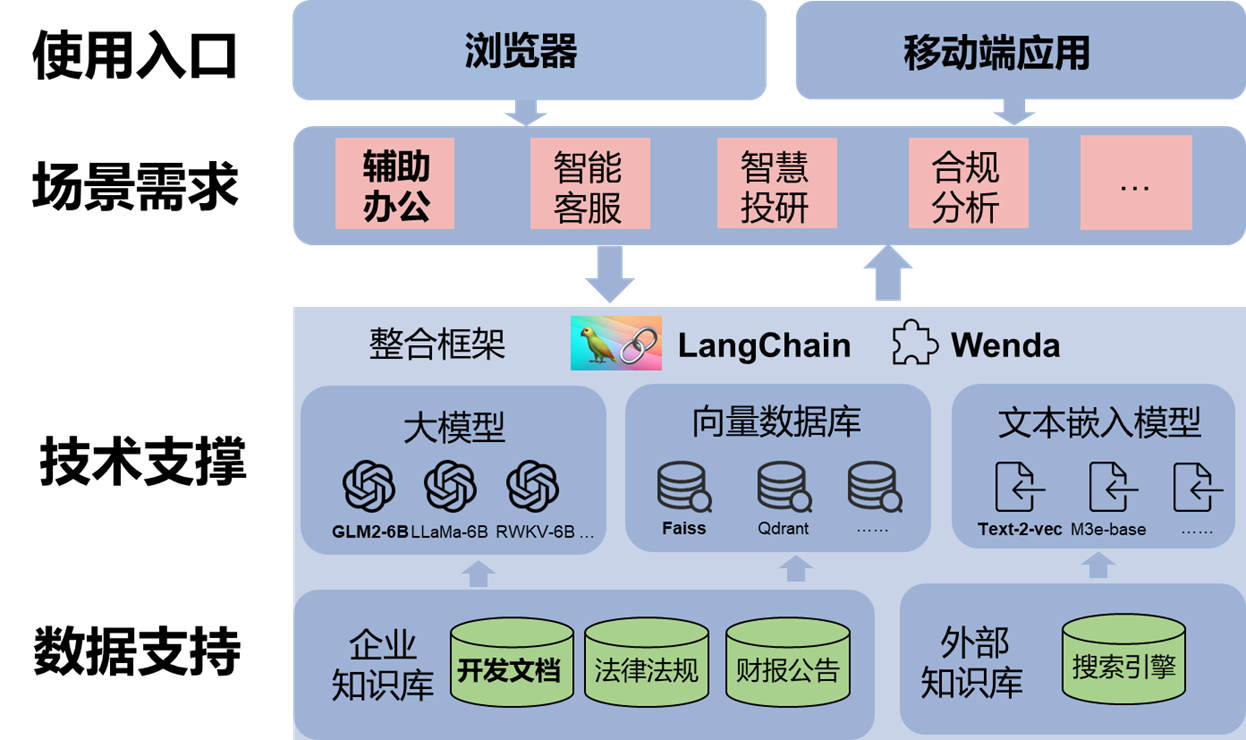 使用入口
浏览器
移动端应用
场景需求
辅助
办公
智能
客服
智慧
投研
合规
分析
...
整合框架
LangChain
Wenda
技术支撑
大模型
GLM2-6B
LLaMa-6B
RWKV-6B ...
向量数据库
Faiss
Qdrant
……
文本嵌入模型
Text-2-vec
M3e-base
……
数据支持
企业
知识库
开发文档
法律法规
财报公告
外部
知识库
搜索引擎